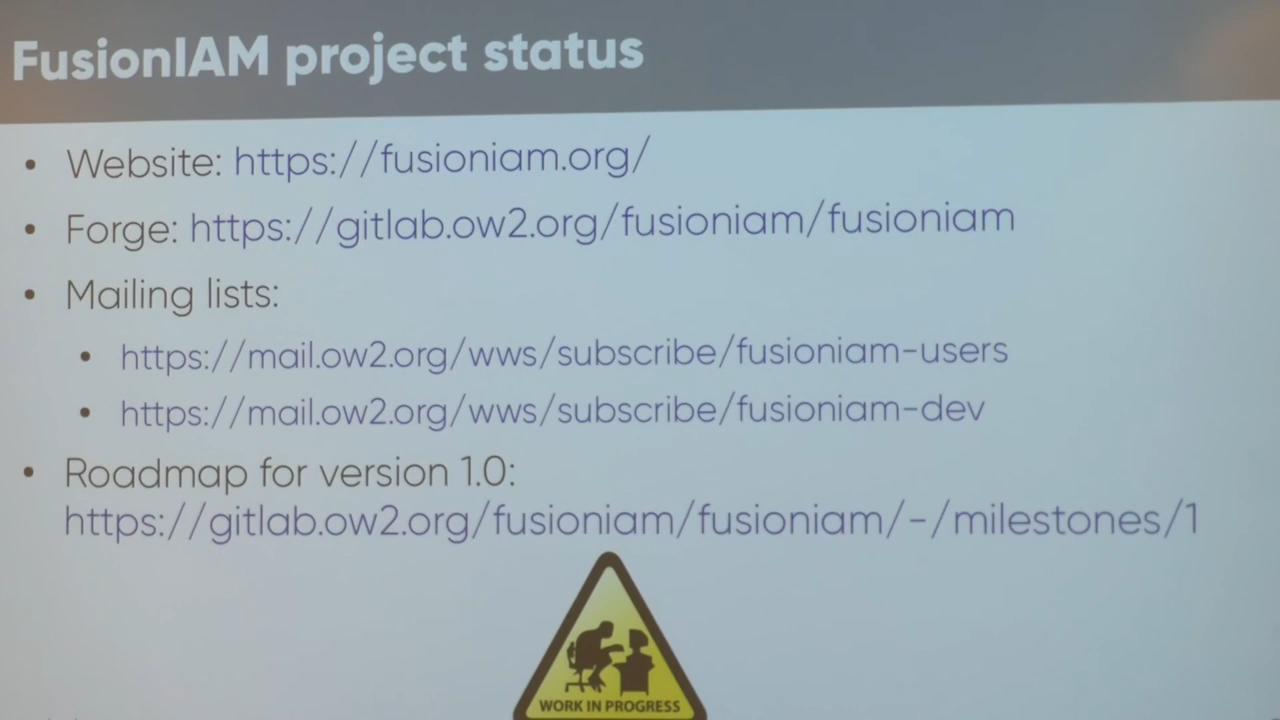 FusionIAM project status
• Website: https://fusioniam.org/
• Forge: https://gitlab.ow2.org/fusioniam/fusioniam
• Mailing lists:
• https://mail.ow2.org/wws/subscribe/fusioniam-users
• https://mail.ow2.org/wws/subscribe/fusioniam-dev
• Roadmap for version 1.0:
https://gitlab.ow2.org/fusioniam/fusioniam/-/milestones/1
WORK IN PROGRESS